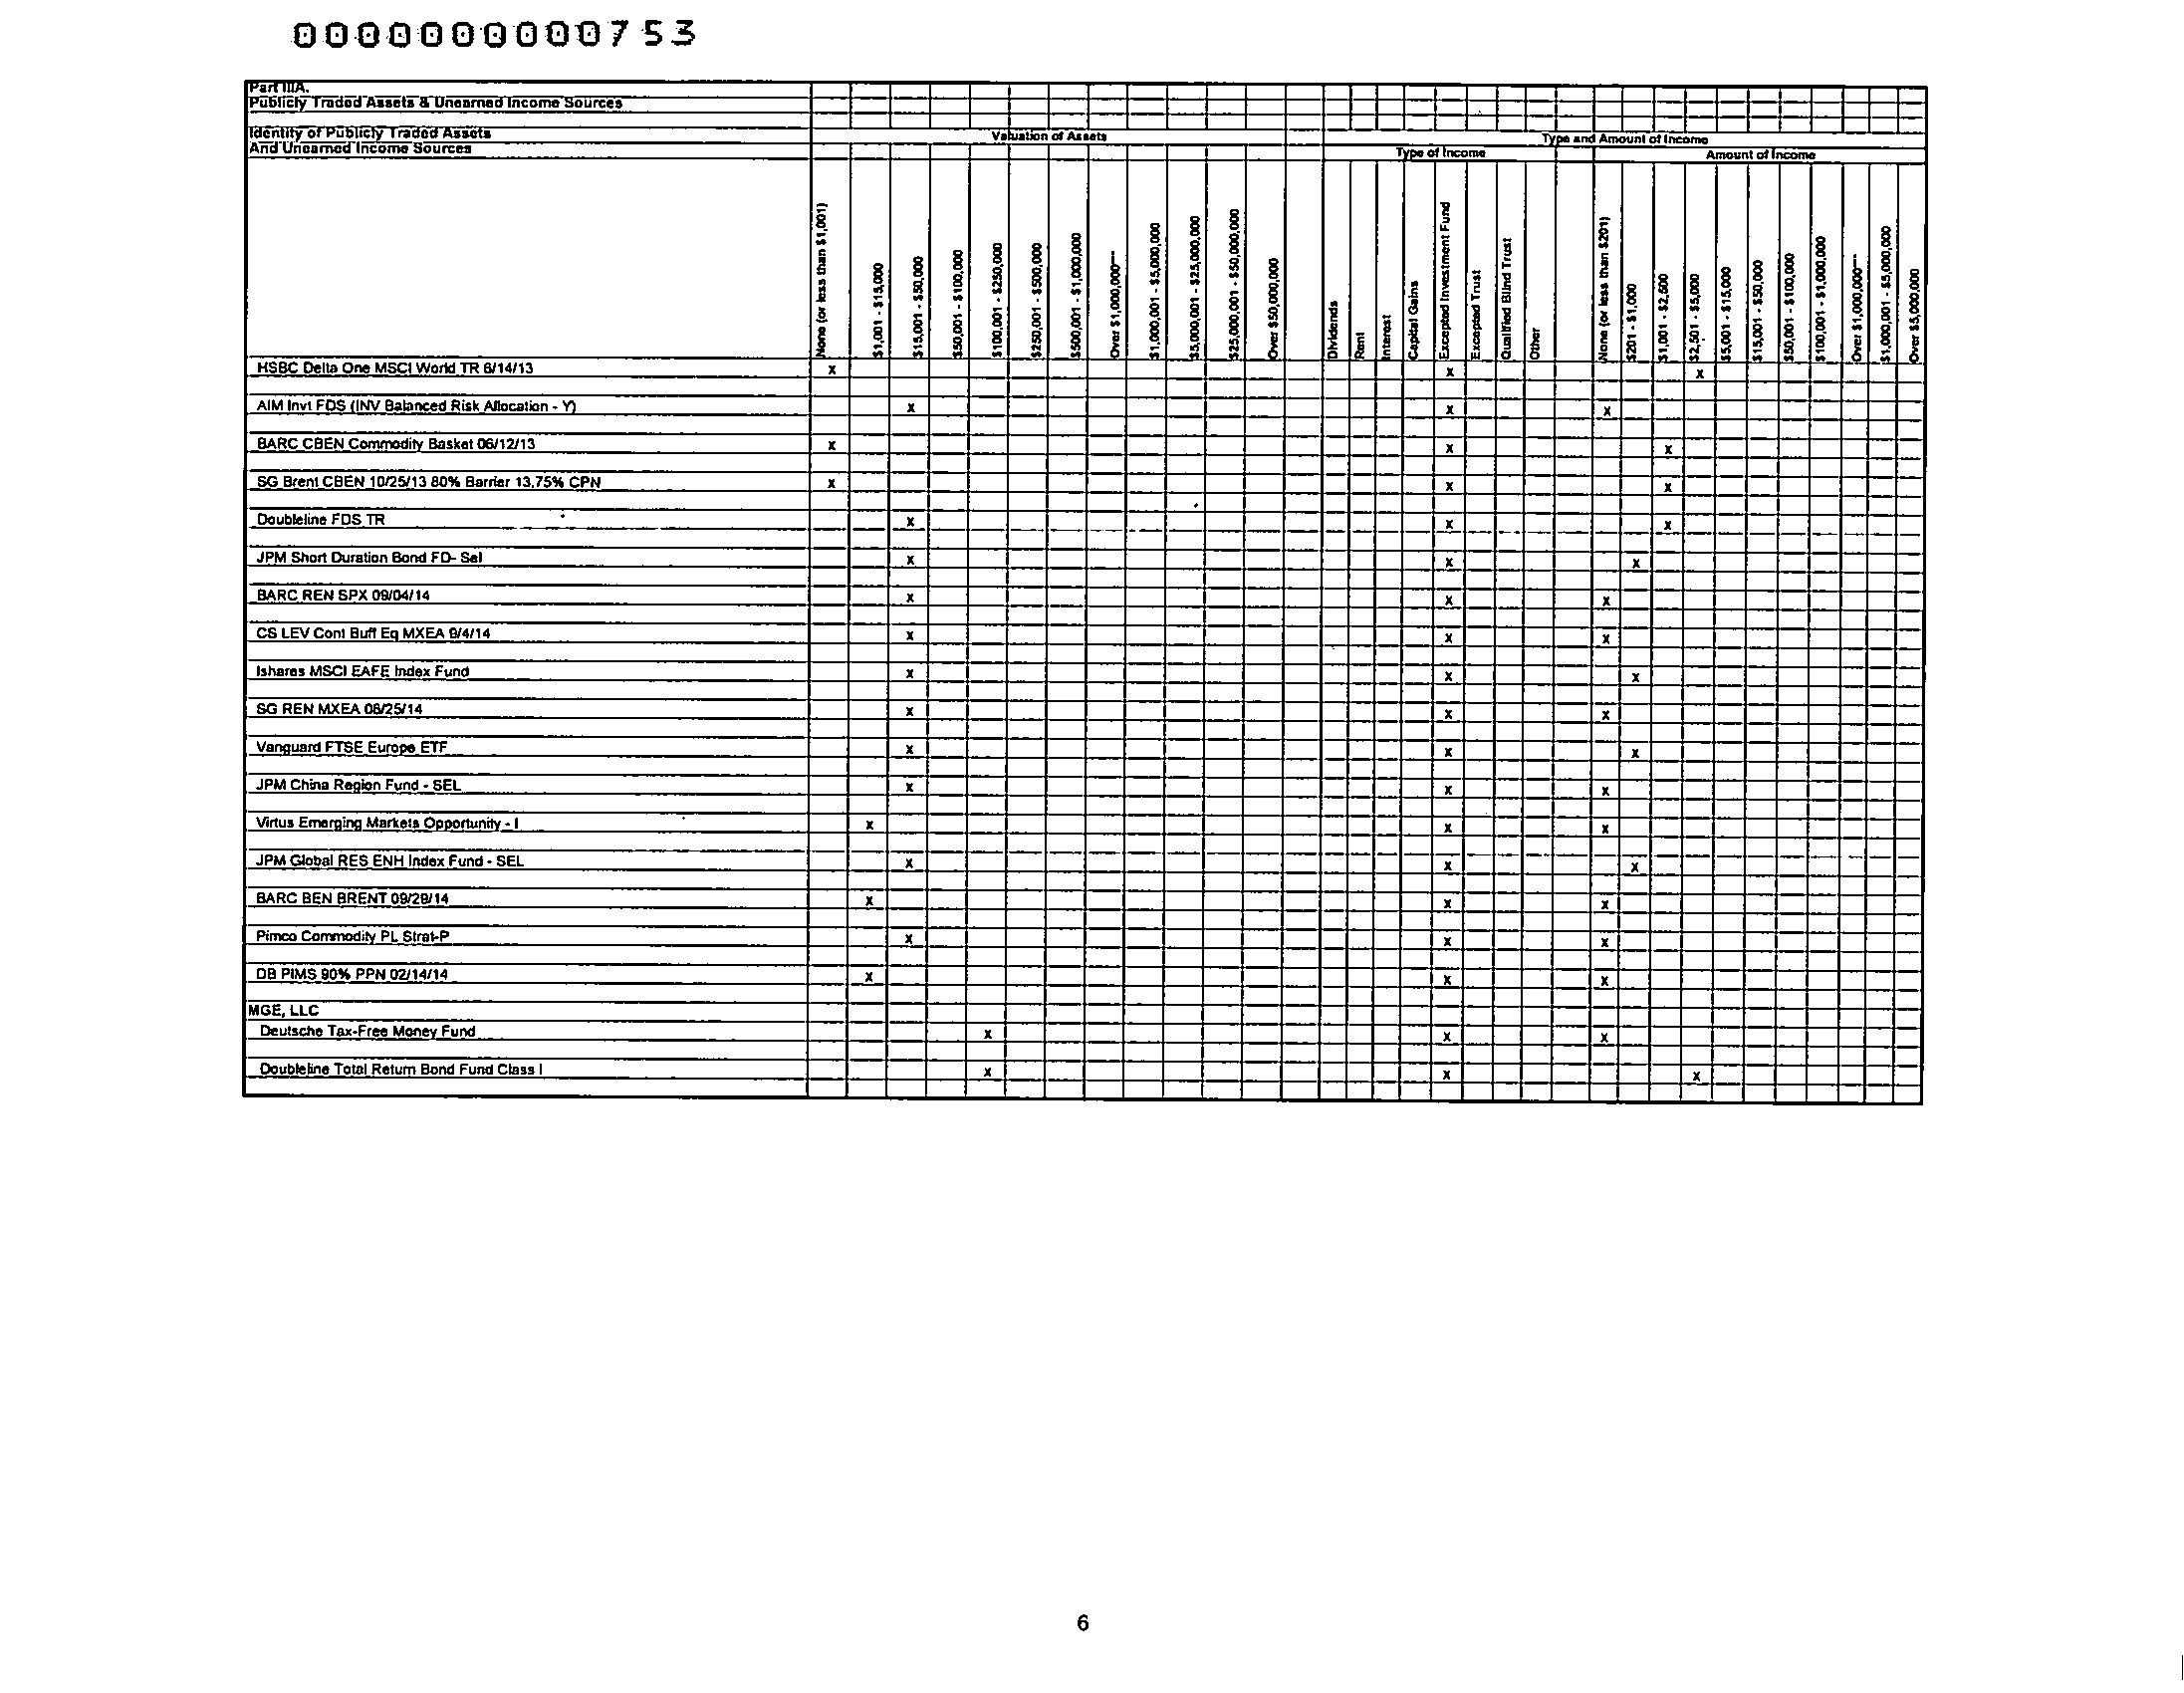 0000000000753
Part IIIA.
Publicly Traded Assets & Unearned Income Sources
Identity of Publicly Traded Assets
And Unearned Income Sources
Valuation of Assets
Type and Amount of Income
Type of Income
Amount of Income
None (or less than $1,001)
$1,001 - $15,000
$15,001 - $50,000
$50,001 - $100,000
$100,001 - $250,000
$250,001 - $500,000
$500,001 - $1,000,000
Over $1,000,000***
$1,000,001 - $5,000,000
$5,000,001 - $25,000,000
$25,000,001 - $50,000,000
Over $50,000,000
Dividends
Rent
Interest
Capital Gains
Excepted Investment Fund
Excepted Trust
Qualified Blind Trust
Other
None (or less than $201)
$201 - $1,000
$1,001 - $2,500
$2,501 - $5,000
$5,001 - $15,000
$15,001 - $50,000
$50,001 - $100,000
$100,001 - $1,000,000
Over $1,000,000***
$1,000,001 - $5,000,000
Over $5,000,000
HSBC Delta One MSCI World TR 6/14/13 x x x
AIM Invt FDS (INV Balanced Risk Allocation - Y) x x x
BARC CBEN Commodity Basket 06/12/13 x x x
SG Brent CBEN 10/25/13 80% Barrier 13.75% CPN x x x
Doubleline FDS TR x x x
JPM Short Duration Bond FD- Sel x x x
BARC REN SPX 09/04/14 x x x
CS LEV Cont Buff Eq MXEA 9/4/14 x x x
Ishares MSCI EAFE Index Fund x x x
SG REN MXEA 08/25/14 x x x
Vanguard FTSE Europe ETF x x x
JPM China Region Fund - SEL x x x
Virtus Emerging Markets Opportunity - I x x x
JPM Global RES ENH Index Fund - SEL x x x
BARC BEN BRENT 09/29/14 x x x
Pimco Commodity PL Strat-P x x x
DB PIMS 90% PPN 02/14/14 x x x
MGE, LLC
Deutsche Tax-Free Money Fund x x x
Doubleline Total Return Bond Fund Class I x x x
6